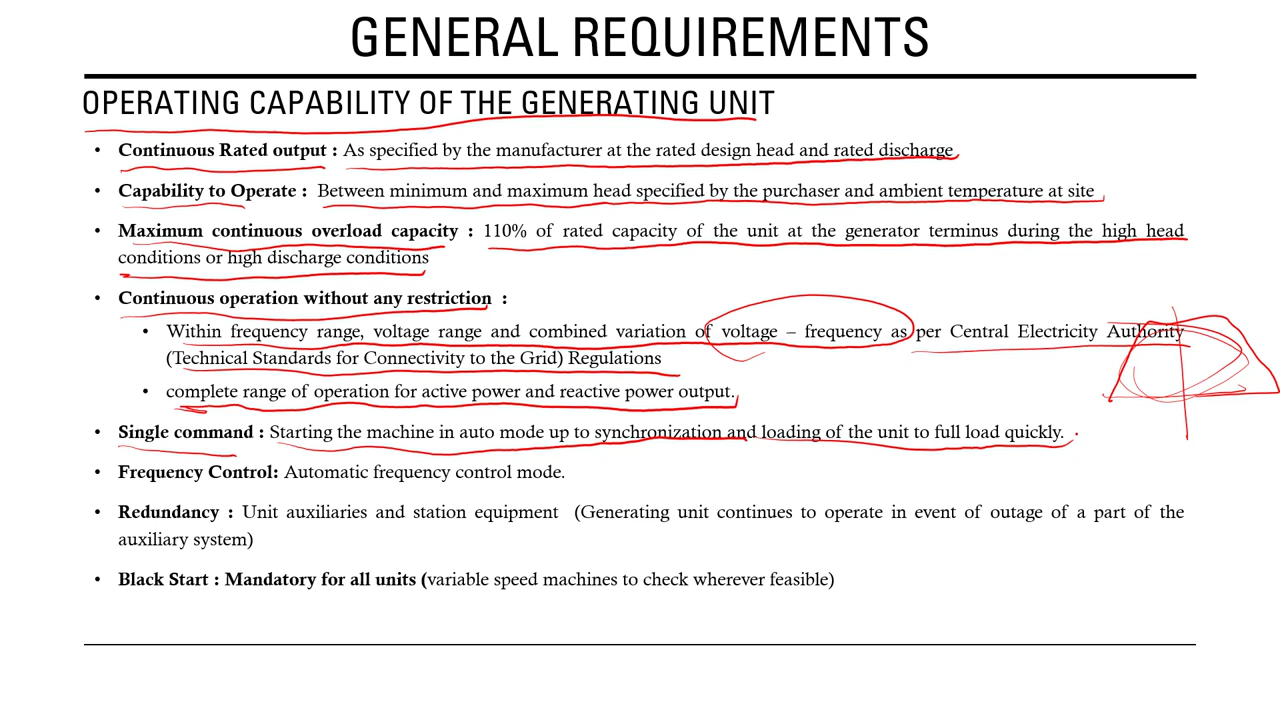 GENERAL REQUIREMENTS
OPERATING CAPABILITY OF THE GENERATING UNIT
• Continuous Rated output : As specified by the manufacturer at the rated design head and rated discharge
• Capability to Operate : Between minimum and maximum head specified by the purchaser and ambient temperature at site
• Maximum continuous overload capacity : 110% of rated capacity of the unit at the generator terminus during the high head
conditions or high discharge conditions
• Continuous operation without any restriction :
• Within frequency range, voltage range and combined variation of voltage – frequency as per Central Electricity Authority
(Technical Standards for Connectivity to the Grid) Regulations
• complete range of operation for active power and reactive power output.
• Single command : Starting the machine in auto mode up to synchronization and loading of the unit to full load quickly.
• Frequency Control: Automatic frequency control mode.
• Redundancy : Unit auxiliaries and station equipment (Generating unit continues to operate in event of outage of a part of the
auxiliary system)
• Black Start : Mandatory for all units (variable speed machines to check wherever feasible)